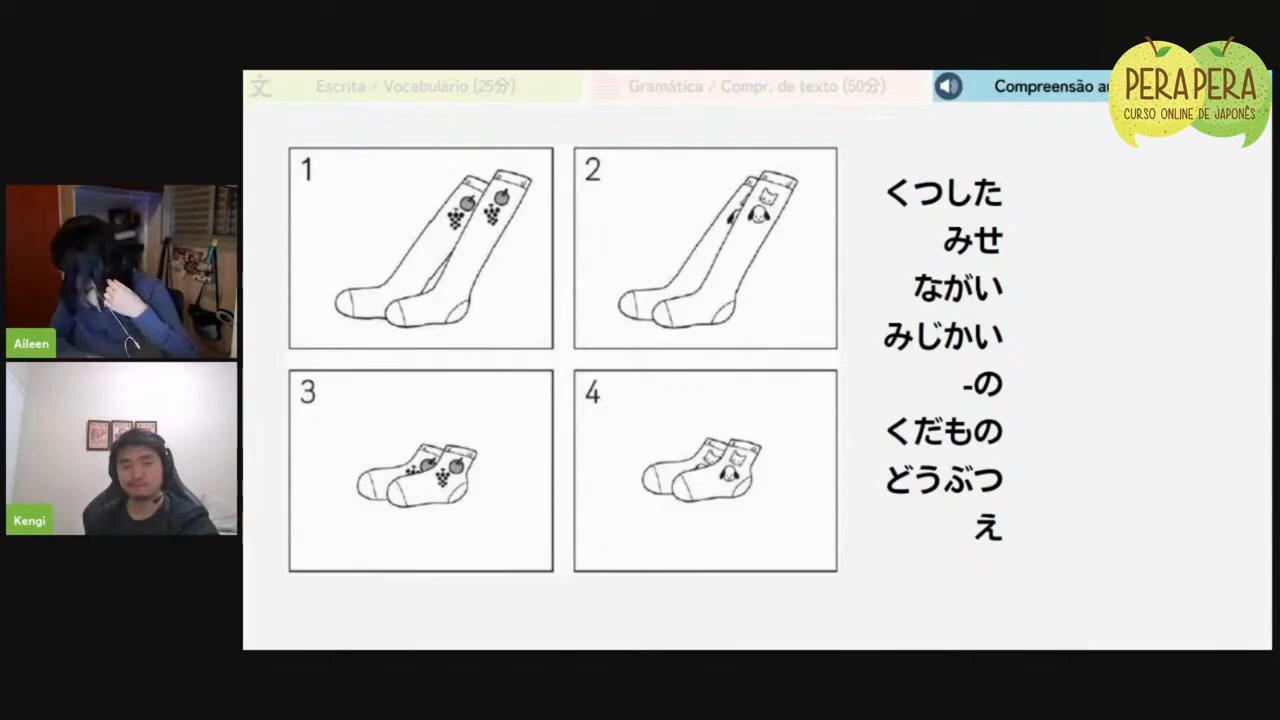 文 Escrita / Vocabulário (25分)
Gramática / Compr. de texto (50分)
Compreensão
PERAPERA
CURSO ONLINE DE JAPONÊS
1
2
3
4
くつした
みせ
ながい
みじかい
-の
くだもの
どうぶつ
え
Aileen
Kengi